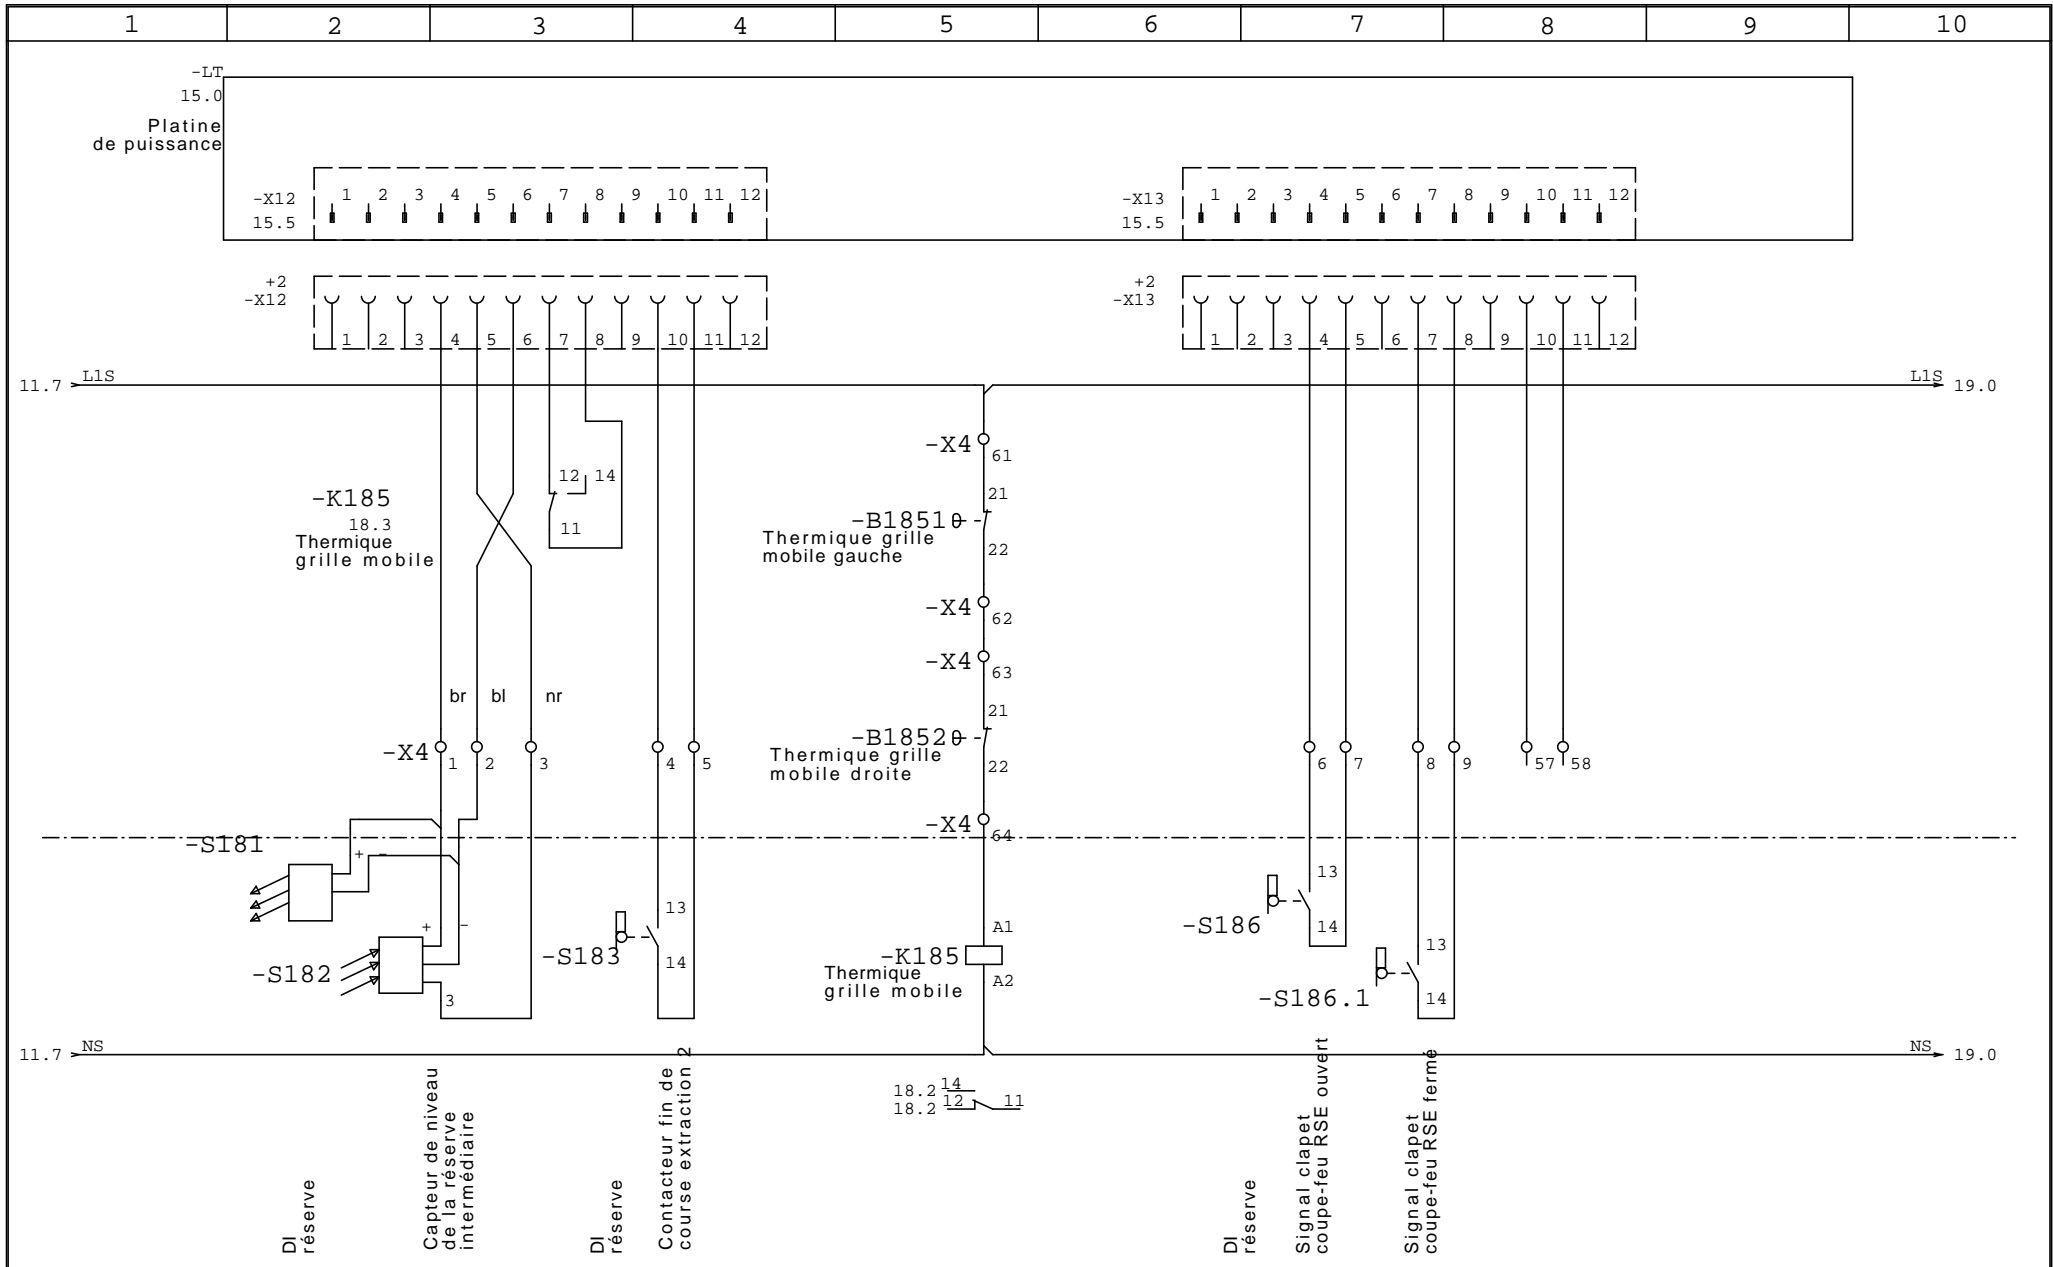 1 2 3 4 5 6 7 8 9 10
-LT
15.0
Platine
de puissance
-X12 1 2 3 4 5 6 7 8 9 10 11 12
15.5
-X13 1 2 3 4 5 6 7 8 9 10 11 12
15.5
+2
-X12
1 2 3 4 5 6 7 8 9 10 11 12
+2
-X13
1 2 3 4 5 6 7 8 9 10 11 12
11.7 L1S
L1S 19.0
-X4
61
12 14
11
-K185
18.3
Thermique
grille mobile
21
-B1851
Thermique grille
mobile gauche
22
-X4
62
-X4
63
br bl nr
21
-B1852
Thermique grille
mobile droite
22
-X4 1 2 3 4 5
6 7 8 9 57 58
-X4
64
-S181
+ -
-S182
+ -
3
-S183
13
14
A1
-K185
Thermique
grille mobile
A2
-S186
13
14
-S186.1
13
14
11.7 NS
NS 19.0
18.2 14
18.2 12 11
DI
réserve
Capteur de niveau
de la réserve
intermédiaire
DI
réserve
Contacteur fin de
course extraction 2
DI
réserve
Signal clapet
coupe-feu RSE ouvert
Signal clapet
coupe-feu RSE fermé